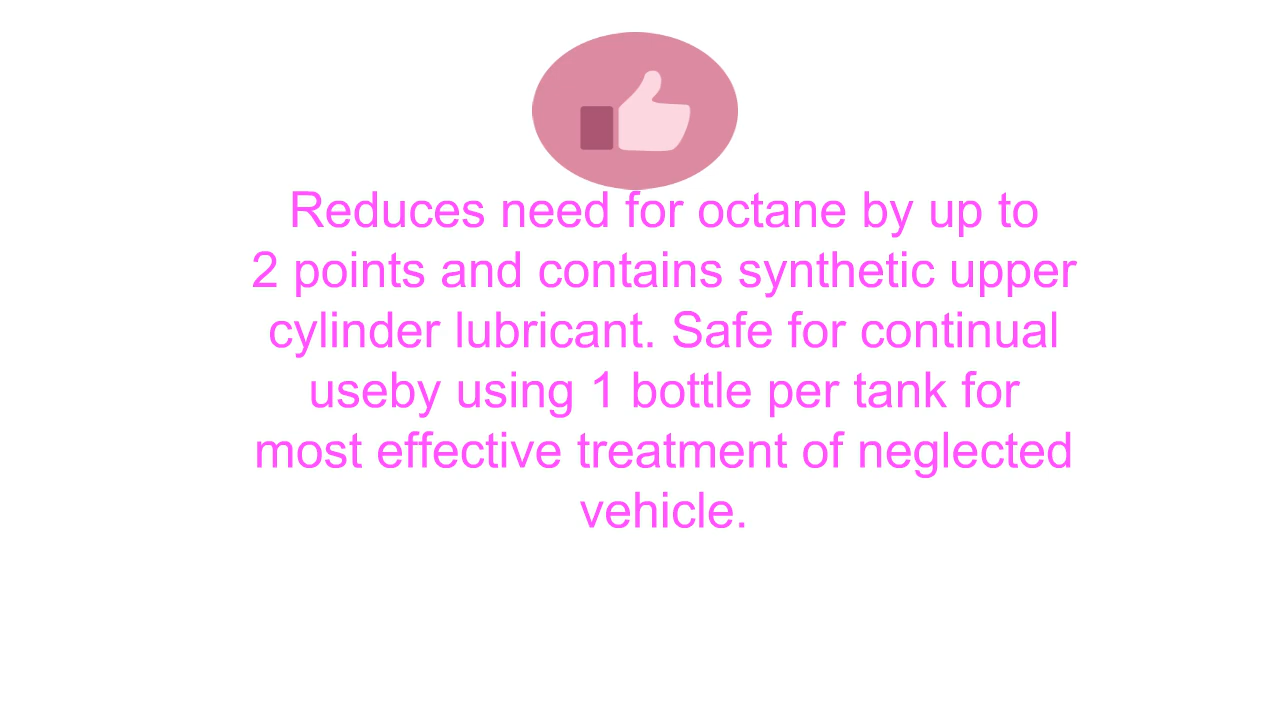 Reduces need for octane by up to
2 points and contains synthetic upper
cylinder lubricant. Safe for continual
useby using 1 bottle per tank for
most effective treatment of neglected
vehicle.